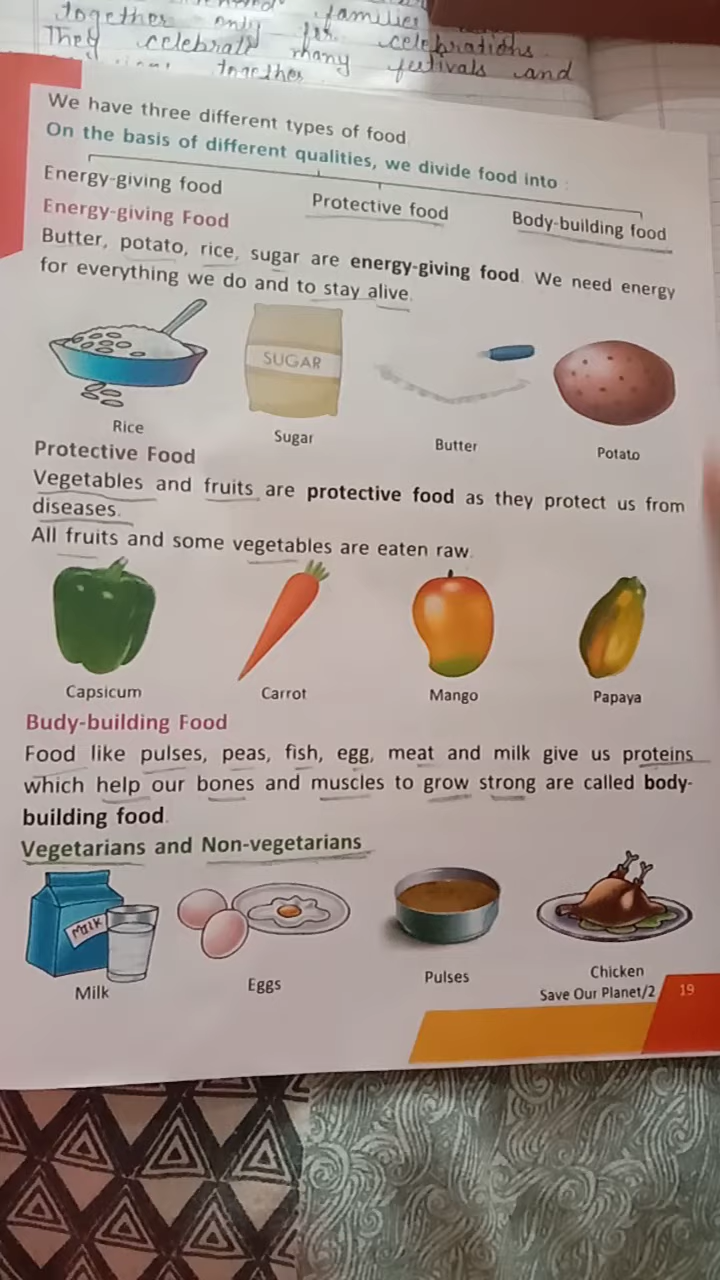 together only for celebrations.
They celebrate many festivals and
together
We have three different types of food.
On the basis of different qualities, we divide food into :
Energy-giving food
Protective food
Body-building food
Energy-giving Food
Butter, potato, rice, sugar are energy-giving food. We need energy
for everything we do and to stay alive.
SUGAR
Rice
Sugar
Butter
Potato
Protective Food
Vegetables and fruits are protective food as they protect us from
diseases.
All fruits and some vegetables are eaten raw.
Capsicum
Carrot
Mango
Papaya
Budy-building Food
Food like pulses, peas, fish, egg, meat and milk give us proteins
which help our bones and muscles to grow strong are called body-
building food.
Vegetarians and Non-vegetarians
MILK
Milk
Eggs
Pulses
Chicken
Save Our Planet/2
19